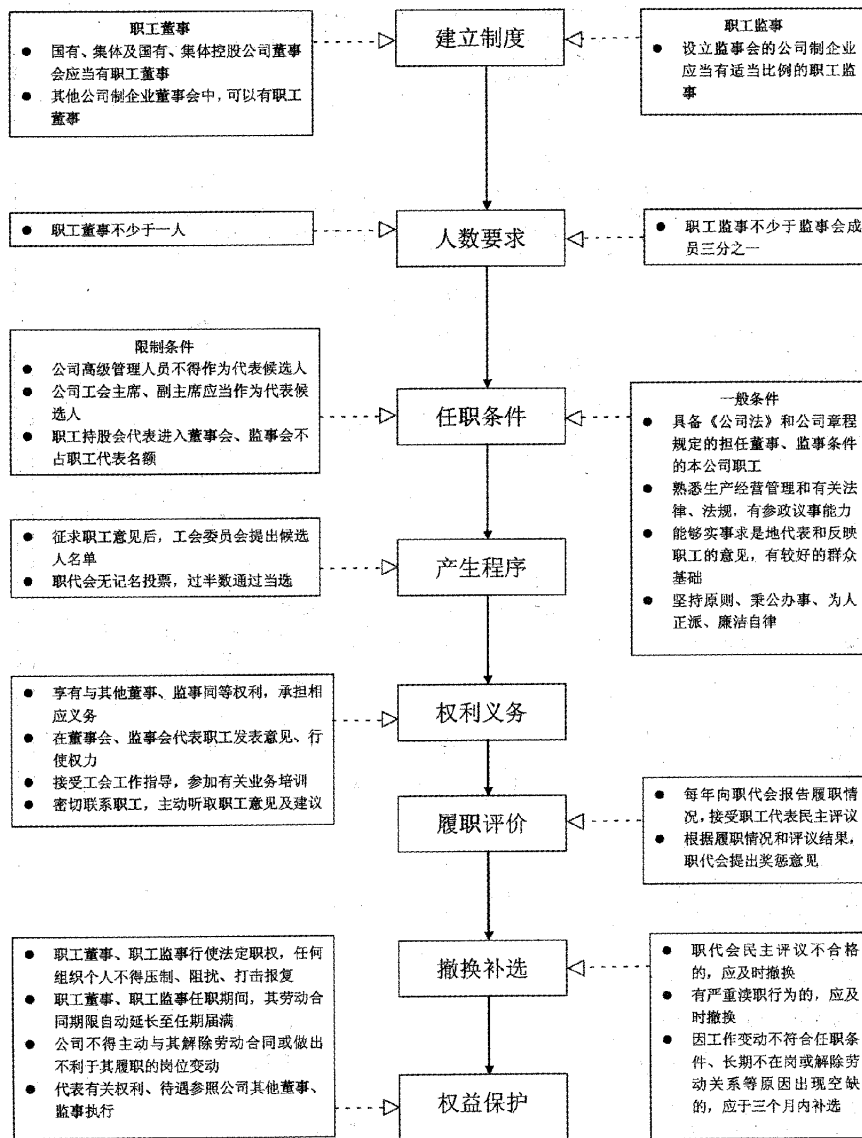 职工董事
● 国有、集体及国有、集体控股公司董事
会应当有职工董事
● 其他公司制企业董事会中，可以有职工
董事
建立制度
职工监事
● 设立监事会的公司制企业
应当有适当比例的职工监
事
● 职工董事不少于一人
人数要求
● 职工监事不少于监事会成
员三分之一
限制条件
● 公司高级管理人员不得作为代表候选人
● 公司工会主席、副主席应当作为代表候
选人
● 职工持股会代表进入董事会、监事会不
占职工代表名额
任职条件
一般条件
● 具备《公司法》和公司章程
规定的担任董事、监事条件
的本公司职工
● 熟悉生产经营管理和有关法
律、法规，有参政议事能力
● 能够实事求是地代表和反映
职工的意见，有较好的群众
基础
● 坚持原则、秉公办事、为人
正派、廉洁自律
● 征求职工意见后，工会委员会提出候选
人名单
● 职代会无记名投票，过半数通过当选
产生程序
● 享有与其他董事、监事同等权利，承担相
应义务
● 在董事会、监事会代表职工发表意见、行
使权力
● 接受工会工作指导，参加有关业务培训
● 密切联系职工，主动听取职工意见及建议
权利义务
履职评价
● 每年向职代会报告履职情
况，接受职工代表民主评议
● 根据履职情况和评议结果，
职代会提出奖惩意见
● 职工董事、职工监事行使法定职权，任何
组织个人不得压制、阻扰、打击报复
● 职工董事、职工监事任职期间，其劳动合
同期限自动延长至任期届满
● 公司不得主动与其解除劳动合同或做出
不利于其履职的岗位变动
● 代表有关权利、待遇参照公司其他董事、
监事执行
撤换补选
● 职代会民主评议不合格
的，应及时撤换
● 有严重渎职行为的，应及
时撤换
● 因工作变动不符合任职条
件、长期不在岗或解除劳
动关系等原因出现空缺
的，应于三个月内补选
权益保护